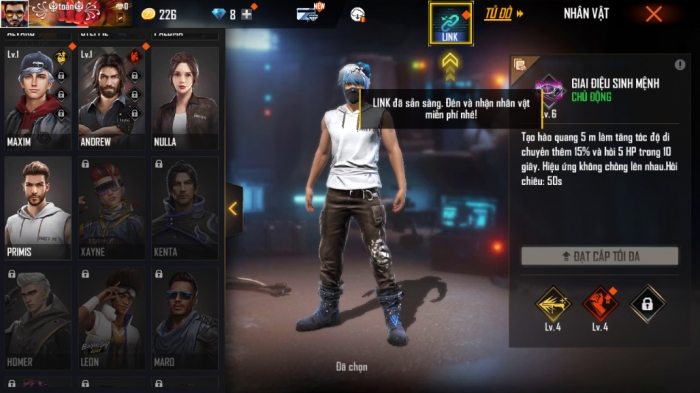 ΨtoánΨ
0
226
8
NEW
LINK
TỦ ĐỒ
NHÂN VẬT
Lv.1
Lv.1
MAXIM
ANDREW
NULLA
LINK đã sẵn sàng. Đến và nhận nhân vật
miễn phí nhé!
GIAI ĐIỆU SINH MỆNH
CHỦ ĐỘNG
Lv.6
Tạo hào quang 5 m làm tăng tốc độ di
chuyển thêm 15% và hồi 5 HP trong 10
giây. Hiệu ứng không chồng lên nhau.Hồi
chiêu: 50s
PRIMIS
XAYNE
KENTA
ĐẠT CẤP TỐI ĐA
Lv.4
Lv.4
HOMER
LEON
MARO
Đã chọn